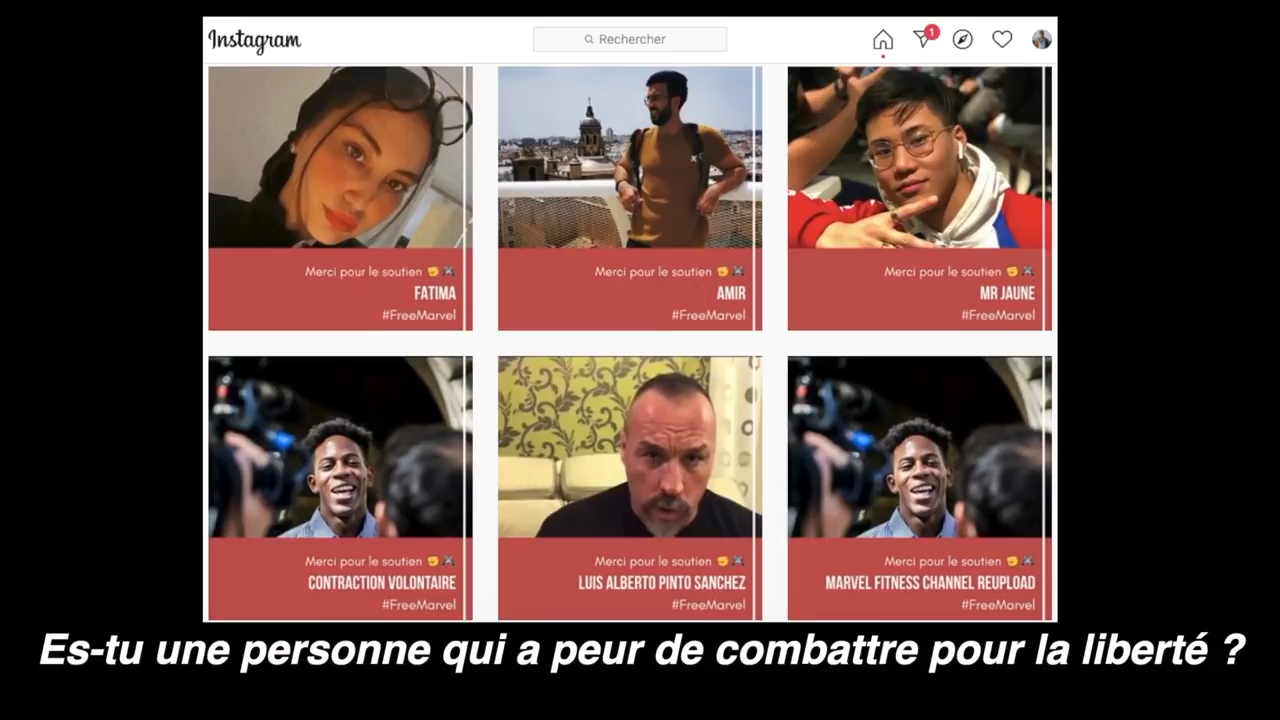 Instagram
Rechercher
1
Merci pour le soutien ✊ ⚔️
FATIMA
#FreeMarvel
Merci pour le soutien ✊ ⚔️
AMIR
#FreeMarvel
Merci pour le soutien ✊ ⚔️
MR JAUNE
#FreeMarvel
Merci pour le soutien ✊ ⚔️
CONTRACTION VOLONTAIRE
#FreeMarvel
Merci pour le soutien ✊ ⚔️
LUIS ALBERTO PINTO SANCHEZ
#FreeMarvel
Merci pour le soutien ✊ ⚔️
MARVEL FITNESS CHANNEL REUPLOAD
#FreeMarvel
Es-tu une personne qui a peur de combattre pour la liberté ?